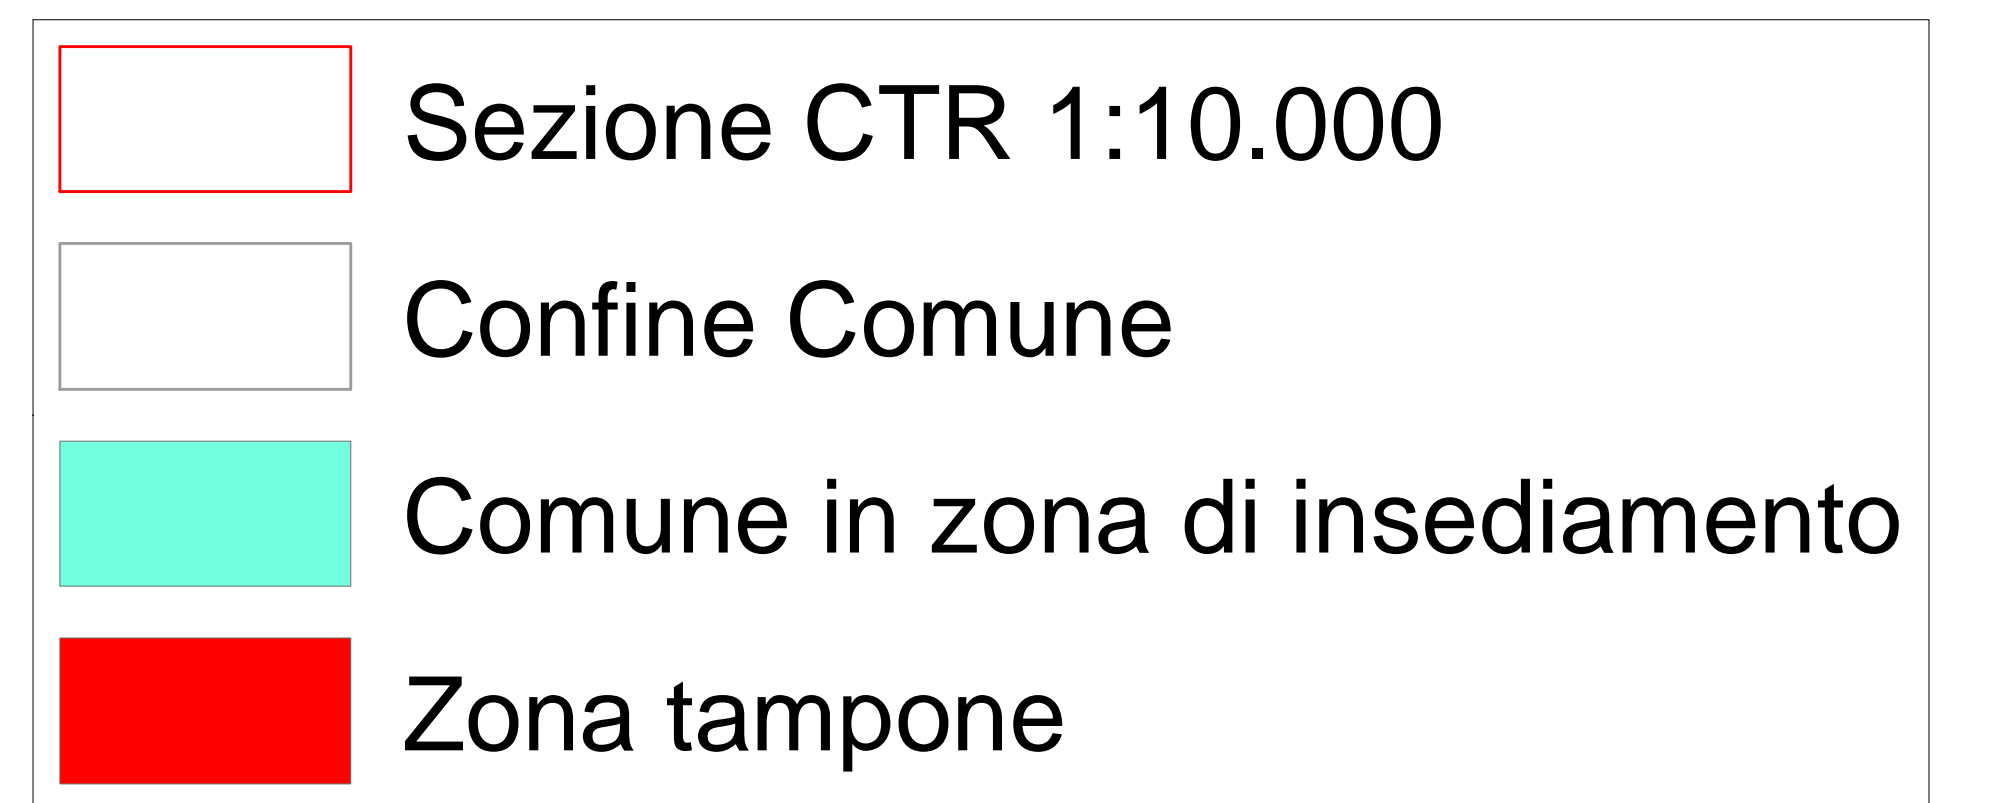 Sezione CTR 1:10.000
Confine Comune
Comune in zona di insediamento
Zona tampone